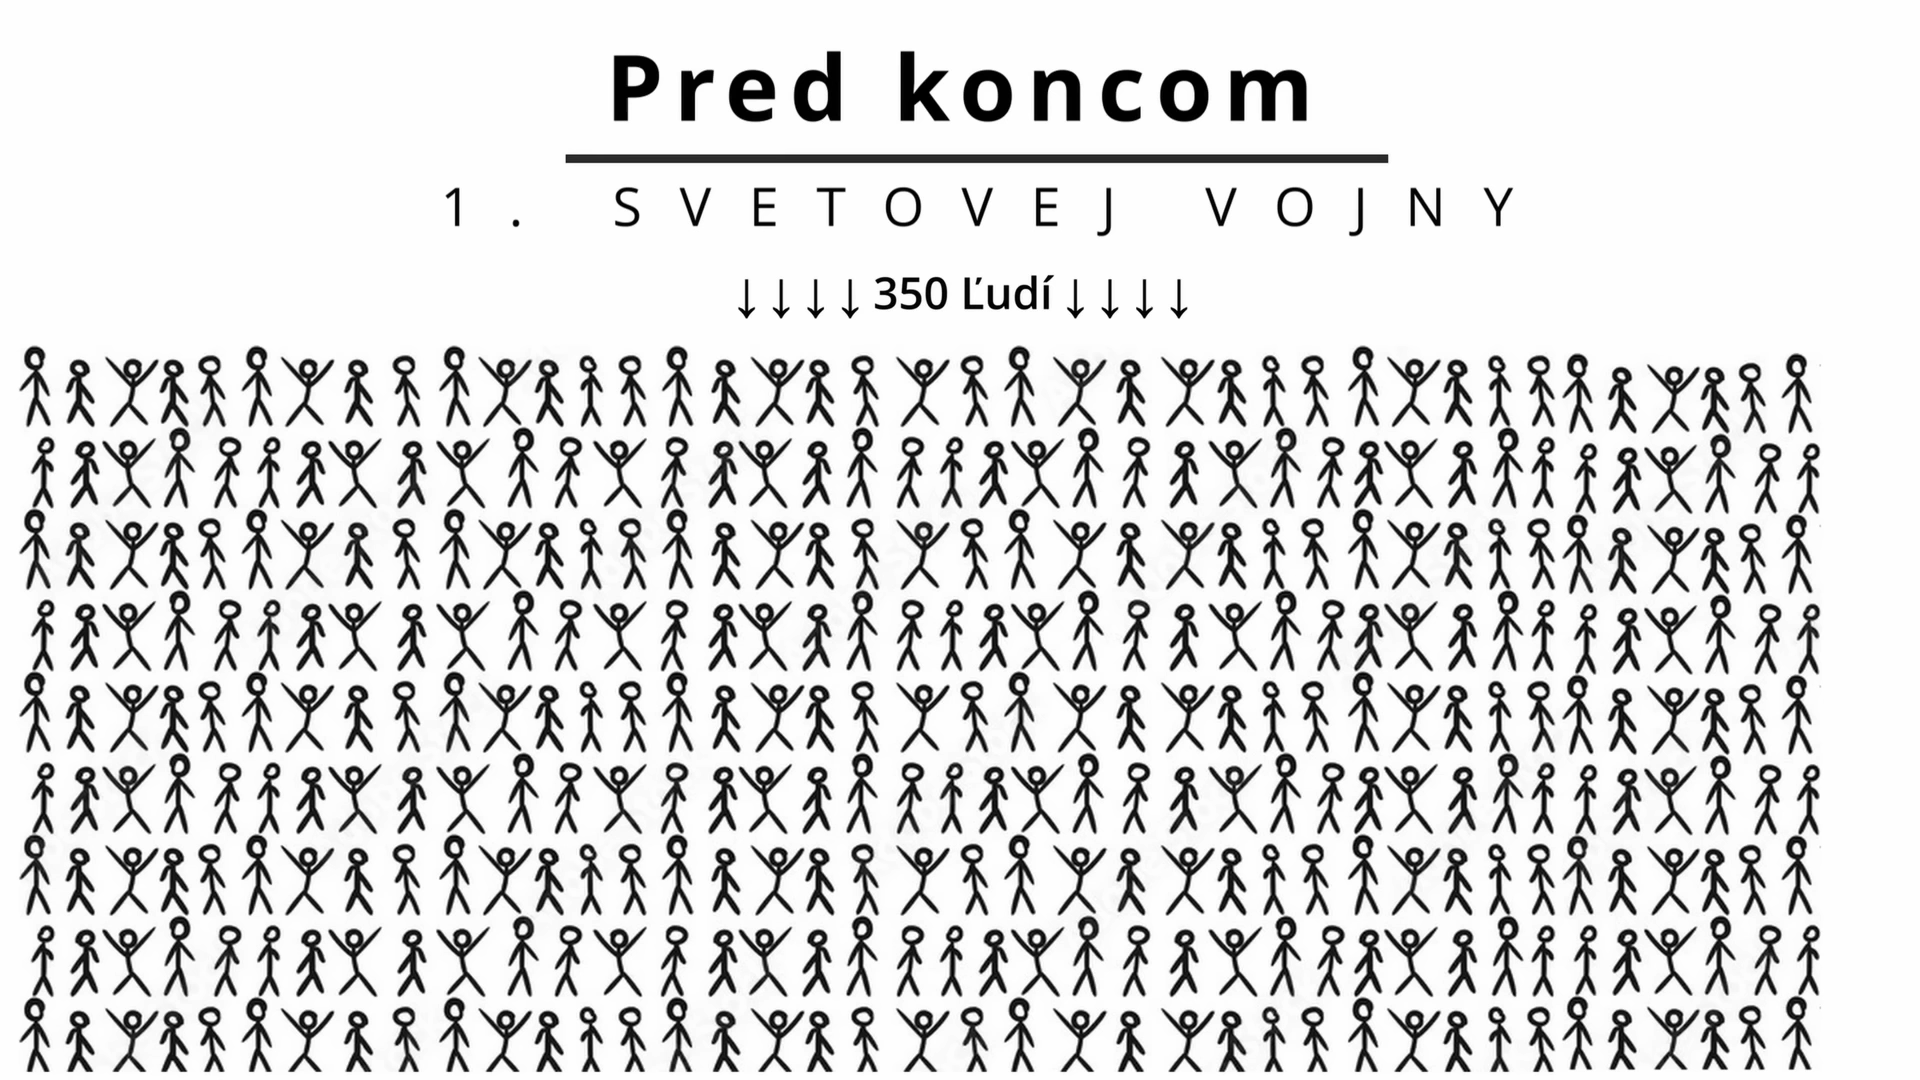 Pred koncom
1. SVETOVEJ VOJNY
↓↓↓↓350 Ľudí↓↓↓↓